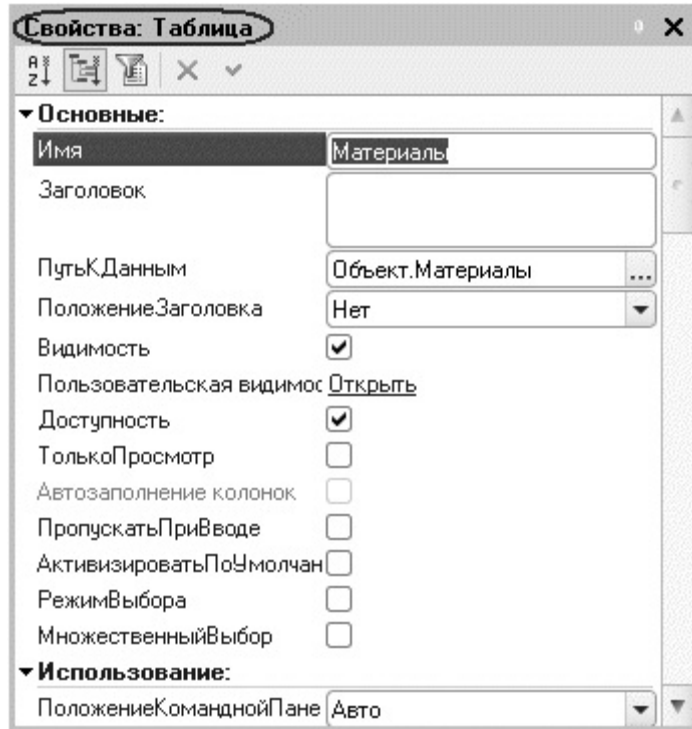 Свойства: Таблица
Основные:
Имя Материалы
Заголовок
ПутьКДанным Объект.Материалы ...
ПоложениеЗаголовка Нет
Видимость
Пользовательская видимос Открыть
Доступность
ТолькоПросмотр
Автозаполнение колонок
ПропускатьПриВводе
АктивизироватьПоУмолчан
РежимВыбора
МножественныйВыбор
Использование:
ПоложениеКоманднойПане Авто